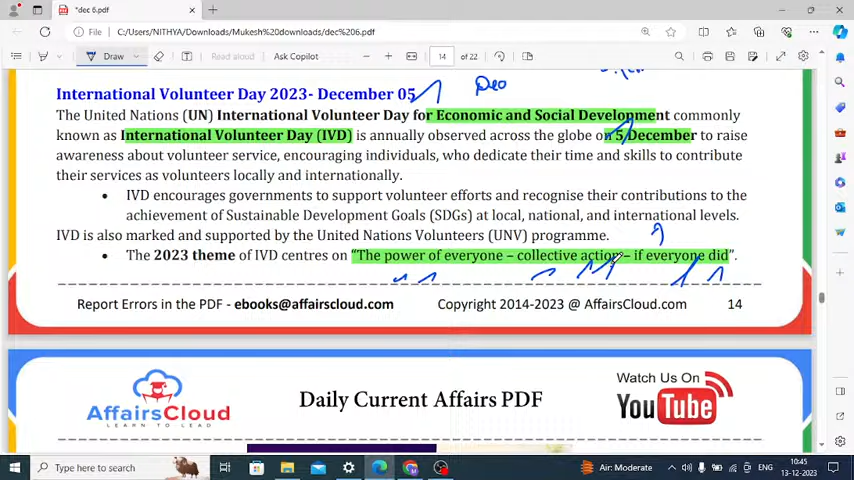 *dec 6.pdf
File
C:/Users/NITHYA/Downloads/Mukesh%20downloads/dec%206.pdf
Draw
Read aloud
Ask Copilot
14
of 22
Deo
International Volunteer Day 2023- December 05
The United Nations (UN) International Volunteer Day for Economic and Social Development commonly
known as International Volunteer Day (IVD) is annually observed across the globe on 5 December to raise
awareness about volunteer service, encouraging individuals, who dedicate their time and skills to contribute
their services as volunteers locally and internationally.
• IVD encourages governments to support volunteer efforts and recognise their contributions to the
achievement of Sustainable Development Goals (SDGs) at local, national, and international levels.
IVD is also marked and supported by the United Nations Volunteers (UNV) programme.
• The 2023 theme of IVD centres on “The power of everyone – collective action – if everyone did”.
Report Errors in the PDF - ebooks@affairscloud.com
Copyright 2014-2023 @ AffairsCloud.com
14
AffairsCloud
LEARN TO LEAD
Daily Current Affairs PDF
Watch Us On
YouTube
Type here to search
Air: Moderate
ENG
10:45
13-12-2023